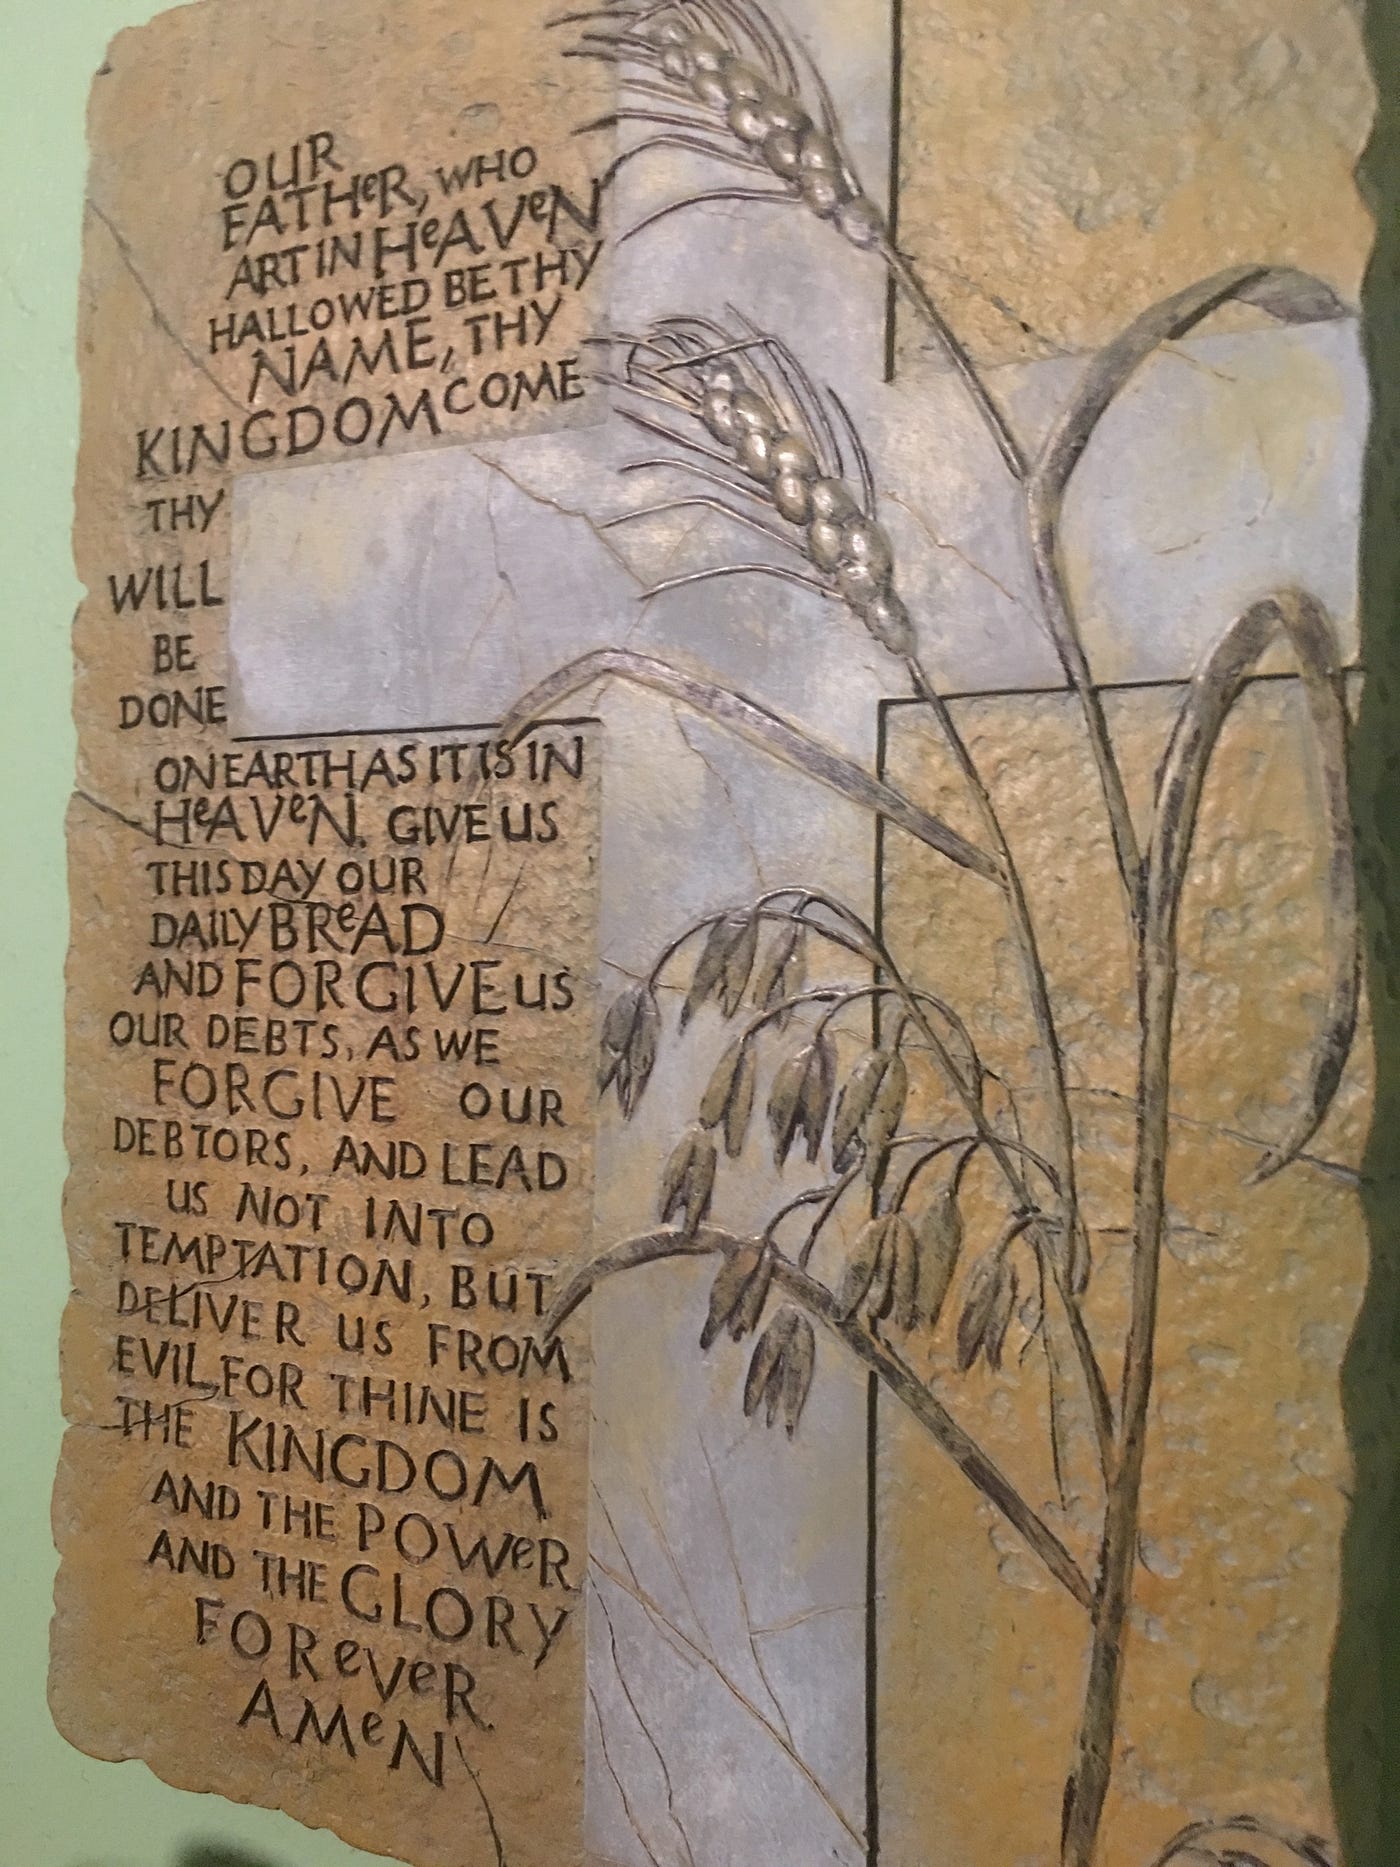 OUR
FATHeR, WHO
ART IN HeAVeN
HALLOWED BE THY
NAME, THY
KINGDOM COME
THY
WILL
BE
DONE
ON EARTH AS IT IS IN
HeAVeN. GIVE US
THIS DAY OUR
DAILY BReAD
AND FORGIVE US
OUR DEBTS, AS WE
FORGIVE OUR
DEBTORS, AND LEAD
US NOT INTO
TEMPTATION, BUT
DELIVER US FROM
EVIL, FOR THINE IS
THE KINGDOM
AND THE POWeR
AND THE GLORY
FOReVeR.
AMeN